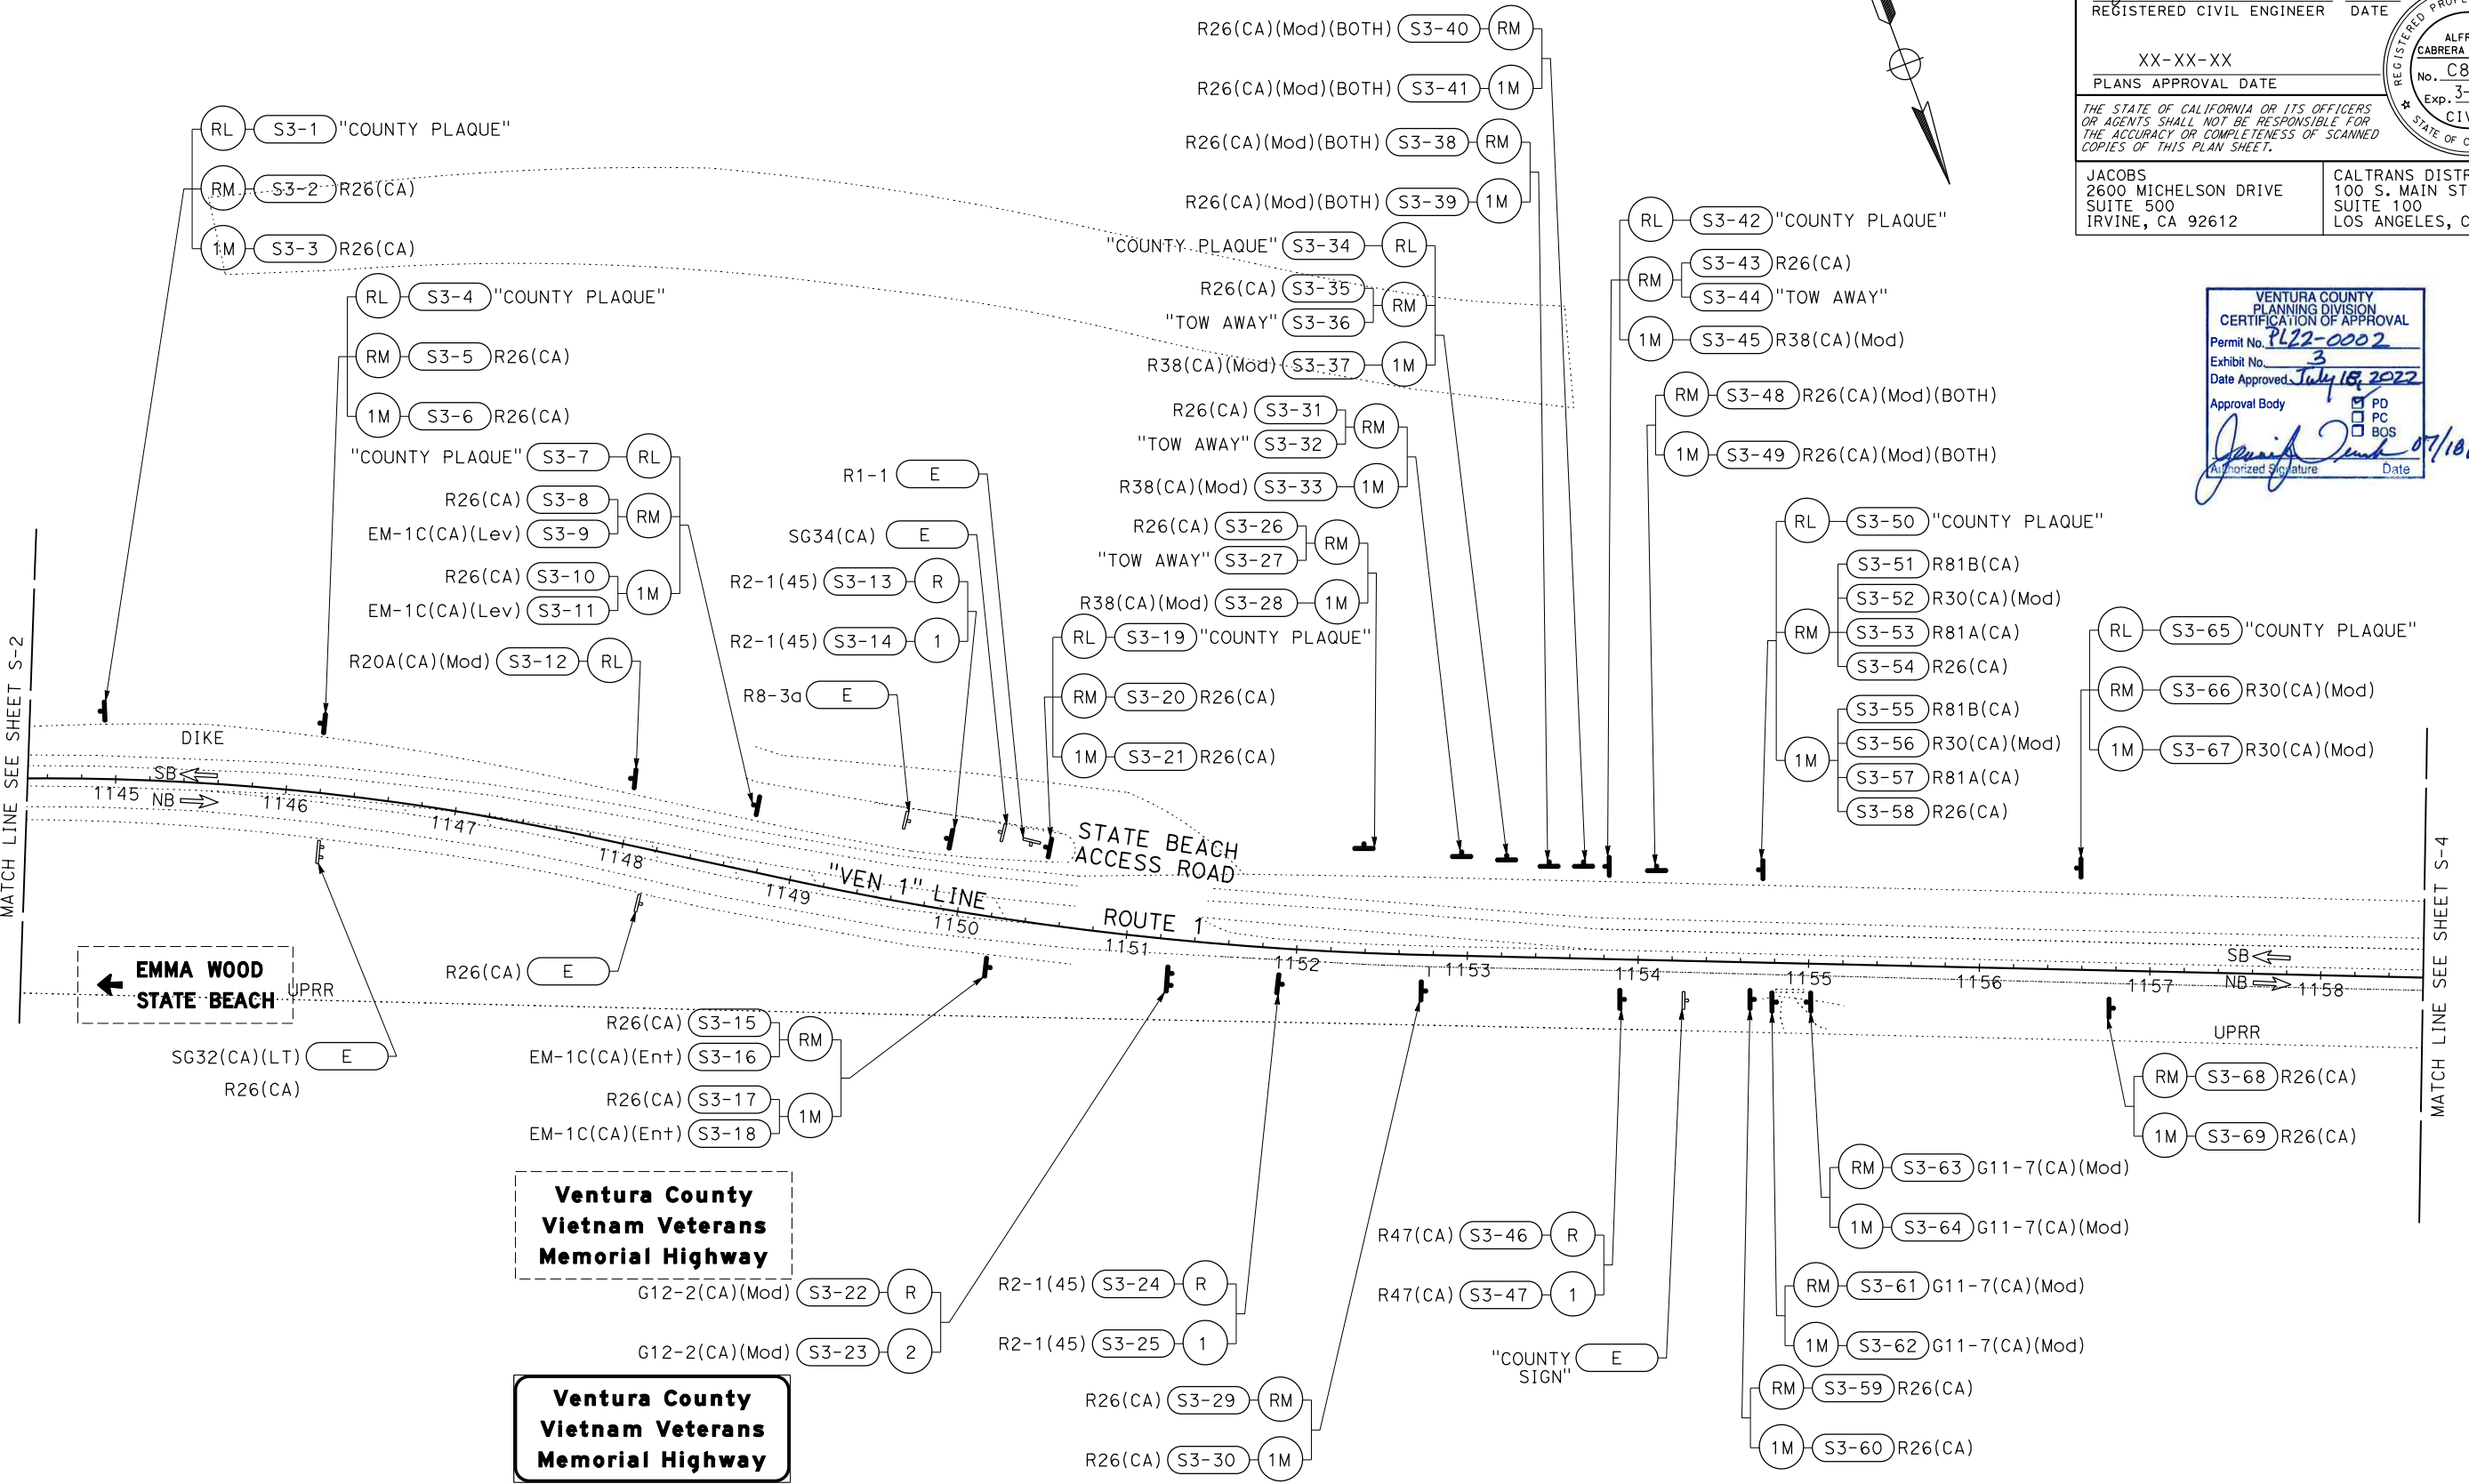 REGISTERED CIVIL ENGINEER DATE
XX-XX-XX
PLANS APPROVAL DATE
THE STATE OF CALIFORNIA OR ITS OFFICERS
OR AGENTS SHALL NOT BE RESPONSIBLE FOR
THE ACCURACY OR COMPLETENESS OF SCANNED
COPIES OF THIS PLAN SHEET.
REGISTERED
CABRERA
No. C8
Exp. 3-
STATE OF
JACOBS
2600 MICHELSON DRIVE
SUITE 500
IRVINE, CA 92612
CALTRANS
100 S. MAIN ST
SUITE 100
LOS ANGELES,
VENTURA COUNTY
PLANNING DIVISION
CERTIFICATION OF APPROVAL
Permit No. PL22-0002
Exhibit No. 3
Date Approved July 18, 2022
Approval Body
PD
PC
BOS
07/18
Authorized Signature Date
RL S3-1 "COUNTY PLAQUE"
RM S3-2 R26(CA)
1M S3-3 R26(CA)
RL S3-4 "COUNTY PLAQUE"
RM S3-5 R26(CA)
1M S3-6 R26(CA)
"COUNTY PLAQUE" S3-7 RL
R26(CA) S3-8
RM
EM-1C(CA)(Lev) S3-9
R26(CA) S3-10
1M
EM-1C(CA)(Lev) S3-11
R20A(CA)(Mod) S3-12 RL
R1-1 E
SG34(CA) E
R2-1(45) S3-13 R
R2-1(45) S3-14 1
R8-3a E
R26(CA)(Mod)(BOTH) S3-40 RM
R26(CA)(Mod)(BOTH) S3-41 1M
R26(CA)(Mod)(BOTH) S3-38 RM
R26(CA)(Mod)(BOTH) S3-39 1M
"COUNTY PLAQUE" S3-34 RL
R26(CA) S3-35
RM
"TOW AWAY" S3-36
R38(CA)(Mod) S3-37 1M
R26(CA) S3-31
RM
"TOW AWAY" S3-32
R38(CA)(Mod) S3-33 1M
R26(CA) S3-26
RM
"TOW AWAY" S3-27
R38(CA)(Mod) S3-28 1M
RL S3-19 "COUNTY PLAQUE"
RM S3-20 R26(CA)
1M S3-21 R26(CA)
RL S3-42 "COUNTY PLAQUE"
S3-43 R26(CA)
RM
S3-44 "TOW AWAY"
1M S3-45 R38(CA)(Mod)
RM S3-48 R26(CA)(Mod)(BOTH)
1M S3-49 R26(CA)(Mod)(BOTH)
RL S3-50 "COUNTY PLAQUE"
S3-51 R81B(CA)
S3-52 R30(CA)(Mod)
RM S3-53 R81A(CA)
S3-54 R26(CA)
S3-55 R81B(CA)
S3-56 R30(CA)(Mod)
1M
S3-57 R81A(CA)
S3-58 R26(CA)
RL S3-65 "COUNTY PLAQUE"
RM S3-66 R30(CA)(Mod)
1M S3-67 R30(CA)(Mod)
MATCH LINE SEE SHEET S-2
DIKE
SB
NB
1145
1146
1147
1148
1149
1150
1151
1152
1153
1154
1155
1156
1157
1158
"VEN 1" LINE
ROUTE 1
STATE BEACH
ACCESS ROAD
SB
NB
UPRR
MATCH LINE SEE SHEET S-4
EMMA WOOD
STATE BEACH
UPRR
SG32(CA)(LT) E
R26(CA)
R26(CA) E
R26(CA) S3-15
RM
EM-1C(CA)(Ent) S3-16
R26(CA) S3-17
1M
EM-1C(CA)(Ent) S3-18
Ventura County
Vietnam Veterans
Memorial Highway
G12-2(CA)(Mod) S3-22 R
G12-2(CA)(Mod) S3-23 2
Ventura County
Vietnam Veterans
Memorial Highway
R2-1(45) S3-24 R
R2-1(45) S3-25 1
R26(CA) S3-29 RM
R26(CA) S3-30 1M
R47(CA) S3-46 R
R47(CA) S3-47 1
"COUNTY
SIGN" E
RM S3-68 R26(CA)
1M S3-69 R26(CA)
RM S3-63 G11-7(CA)(Mod)
1M S3-64 G11-7(CA)(Mod)
RM S3-61 G11-7(CA)(Mod)
1M S3-62 G11-7(CA)(Mod)
RM S3-59 R26(CA)
1M S3-60 R26(CA)